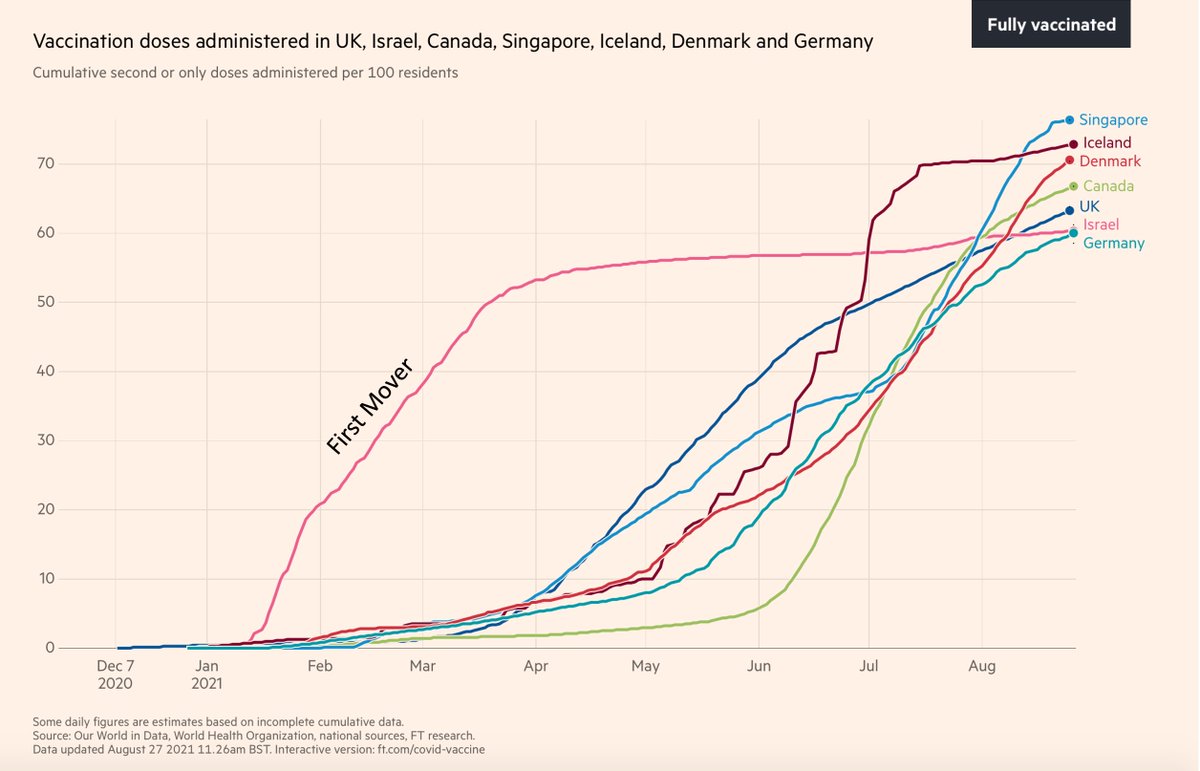 Fully vaccinated
Vaccination doses administered in UK, Israel, Canada, Singapore, Iceland, Denmark and Germany
Cumulative second or only doses administered per 100 residents
Singapore
Iceland
Denmark
Canada
UK
Israel
Germany
70
60
50
40
30
20
10
0
First Mover
Dec 7
2020
Jan
2021
Feb
Mar
Apr
May
Jun
Jul
Aug
Some daily figures are estimates based on incomplete cumulative data.
Source: Our World in Data, World Health Organization, national sources, FT research.
Data updated August 27 2021 11.26am BST. Interactive version: ft.com/covid-vaccine